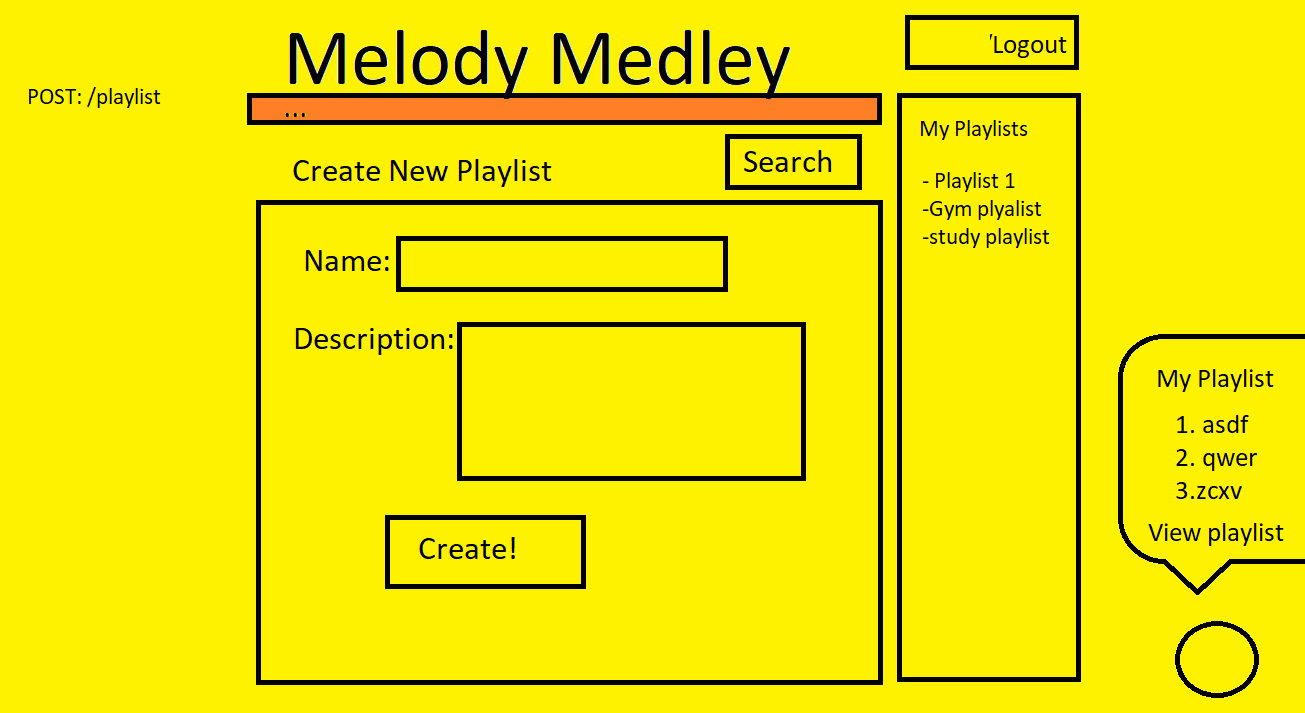 Melody Medley
Logout
POST: /playlist
...
Create New Playlist
Search
Name:
Description:
Create!
My Playlists
- Playlist 1
-Gym plyalist
-study playlist
My Playlist
1. asdf
2. qwer
3.zcxv
View playlist